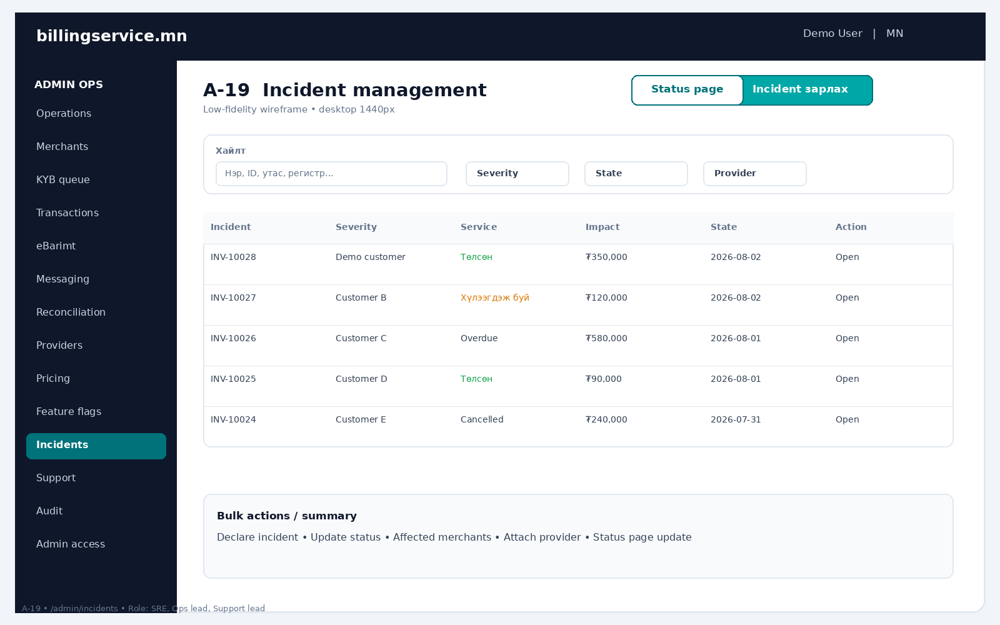 billingservice.mn
Demo User | MN
ADMIN OPS
Operations
Merchants
KYB queue
Transactions
eBarimt
Messaging
Reconciliation
Providers
Pricing
Feature flags
Incidents
Support
Audit
Admin access
A-19 Incident management
Low-fidelity wireframe • desktop 1440px
Status page
Incident зарлах
Хайлт
Нэр, ID, утас, регистр...
Severity
State
Provider
Incident Severity Service Impact State Action
INV-10028 Demo customer Төлсөн ₮350,000 2026-08-02 Open
INV-10027 Customer B Хүлээгдэж буй ₮120,000 2026-08-02 Open
INV-10026 Customer C Overdue ₮580,000 2026-08-01 Open
INV-10025 Customer D Төлсөн ₮90,000 2026-08-01 Open
INV-10024 Customer E Cancelled ₮240,000 2026-07-31 Open
Bulk actions / summary
Declare incident • Update status • Affected merchants • Attach provider • Status page update
A-19 • /admin/incidents • Role: SRE, Ops lead, Support lead